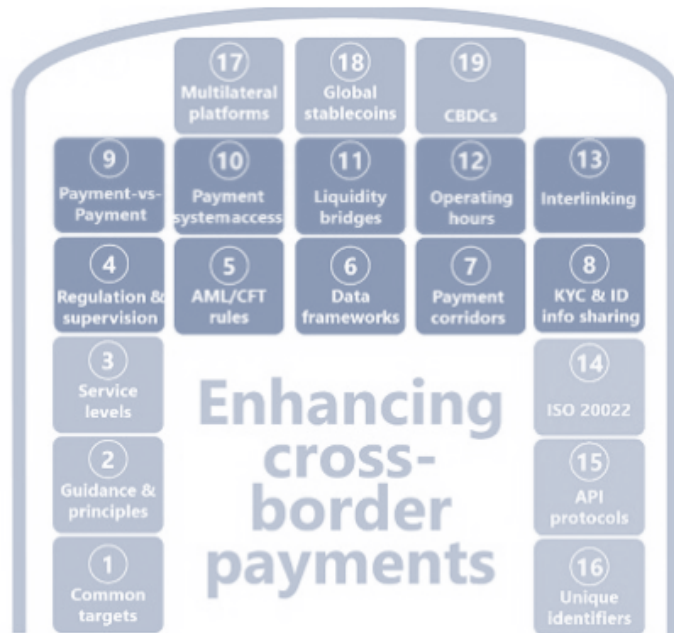 17
Multilateral
platforms
18
Global
stablecoins
19
CBDCs
9
Payment-vs-
Payment
10
Payment
systemaccess
11
Liquidity
bridges
12
Operating
hours
13
Interlinking
4
Regulation &
supervision
5
AML/CFT
rules
6
Data
frameworks
7
Payment
corridors
8
KYC & ID
info sharing
3
Service
levels
14
ISO 20022
Enhancing
cross-
border
payments
2
Guidance &
principles
15
API
protocols
1
Common
targets
16
Unique
identifiers